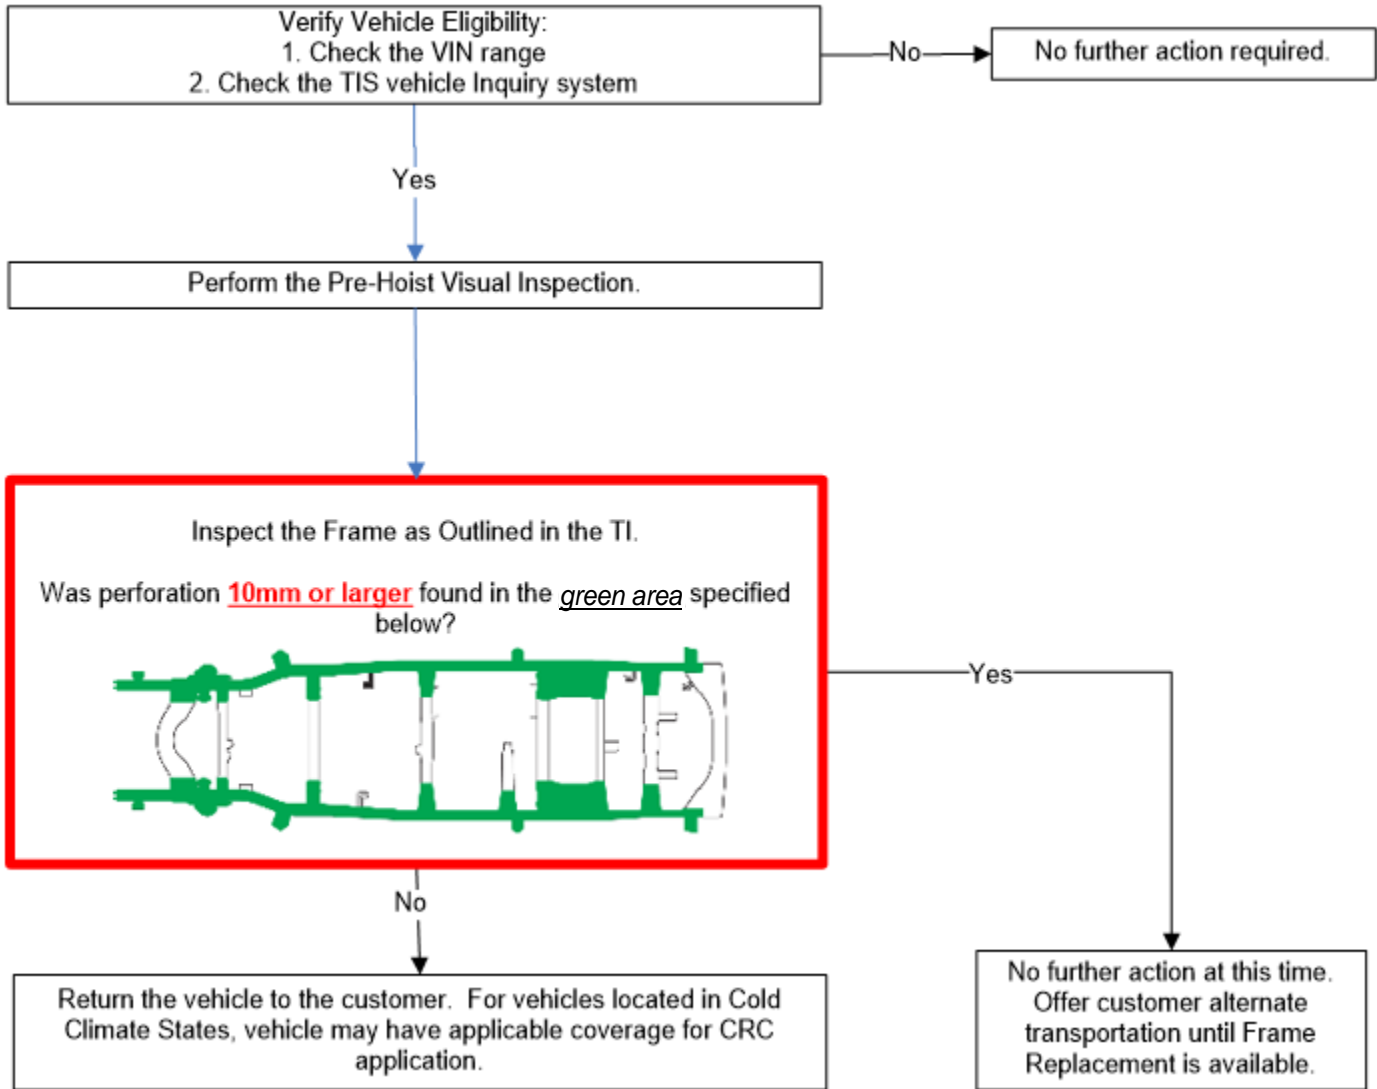 Verify Vehicle Eligibility:
1. Check the VIN range
2. Check the TIS vehicle Inquiry system
No
No further action required.
Yes
Perform the Pre-Hoist Visual Inspection.
Inspect the Frame as Outlined in the TI.
Was perforation 10mm or larger found in the green area specified
below?
Yes
No
Return the vehicle to the customer.  For vehicles located in Cold
Climate States, vehicle may have applicable coverage for CRC
application.
No further action at this time.
Offer customer alternate
transportation until Frame
Replacement is available.